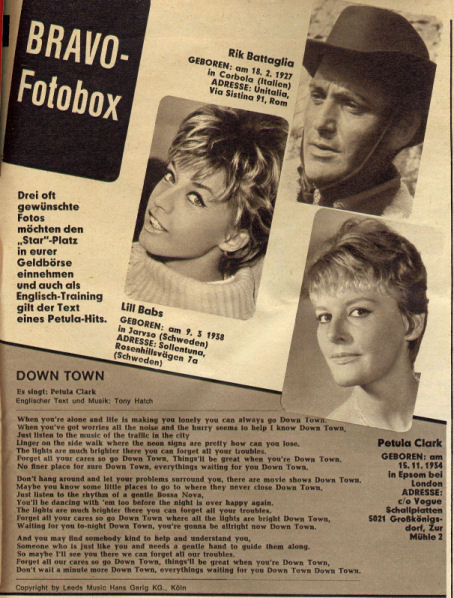 BRAVO-
Fotobox
Rik Battaglia
GEBOREN: am 18. 2. 1927
in Corbola (Italien)
ADRESSE: Unitalia,
Via Sistina 91, Rom
Drei oft
gewünschte
Fotos
möchten den
„Star“-Platz
in eurer
Geldbörse
einnehmen
und auch als
Englisch-Training
gilt der Text
eines Petula-Hits.
Lill Babs
GEBOREN: am 9. 3 1938
in Jarvso (Schweden)
ADRESSE: Sollentuna,
Rosenhillsvägen 7a
(Schweden)
DOWN TOWN
Es singt: Petula Clark
Englischer Text und Musik: Tony Hatch
When you're alone and life is making you lonely you can always go Down Town.
When you've got worries all the noise and the hurry seems to help I know Down Town,
Just listen to the music of the traffic in the city
Linger on the side walk where the neon signs are pretty how can you lose.
The lights are much brighter there you can forget all your troubles.
Forget all your cares so go Down Town, Things'll be great when you're Down Town.
No finer place for sure Down Town, everythings waiting for you Down Town.
Don't hang around and let your problems surround you, there are movie shows Down Town.
Maybe you know some little places to go to where they never close Down Town.
Just listen to the rhythm of a gentle Bossa Nova,
You'll be dancing with 'em too before the night is over happy again.
The lights are much brighter there you can forget all your troubles.
Forget all your cares so go Down Town where all the lights are bright Down Town,
Waiting for you to-night Down Town, you're gonna be allright now Down Town.
And you may find somebody kind to help and understand you,
Someone who is just like you and needs a gentle hand to guide them along.
So maybe I'll see you there we can forget all our troubles.
Forget all our cares so go Down Town, things'll be great when you're Down Town,
Don't wait a minute more Down Town, everythings waiting for you Down Town Down Town.
Petula Clark
GEBOREN: am
15. 11. 1934
in Epsom bei
London
ADRESSE:
c/o Vogue
Schallplatten
5021 Großkönigs-
dorf, Zur
Mühle 2
Copyright by Leeds Music Hans Gerig KG., Köln